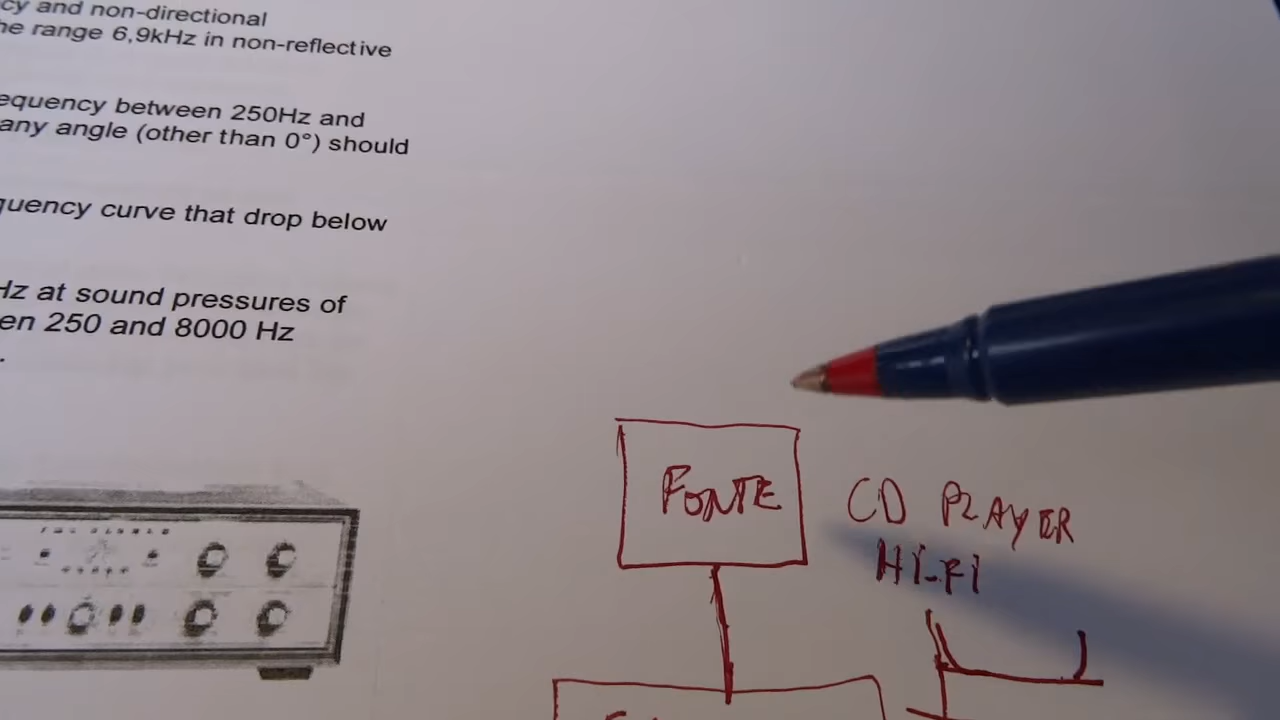 cy and non-directional
he range 6,9kHz in non-reflective
equency between 250Hz and
any angle (other than 0°) should
quency curve that drop below
Hz at sound pressures of
en 250 and 8000 Hz
.
FONTE
CD PLAYER
HI-FI